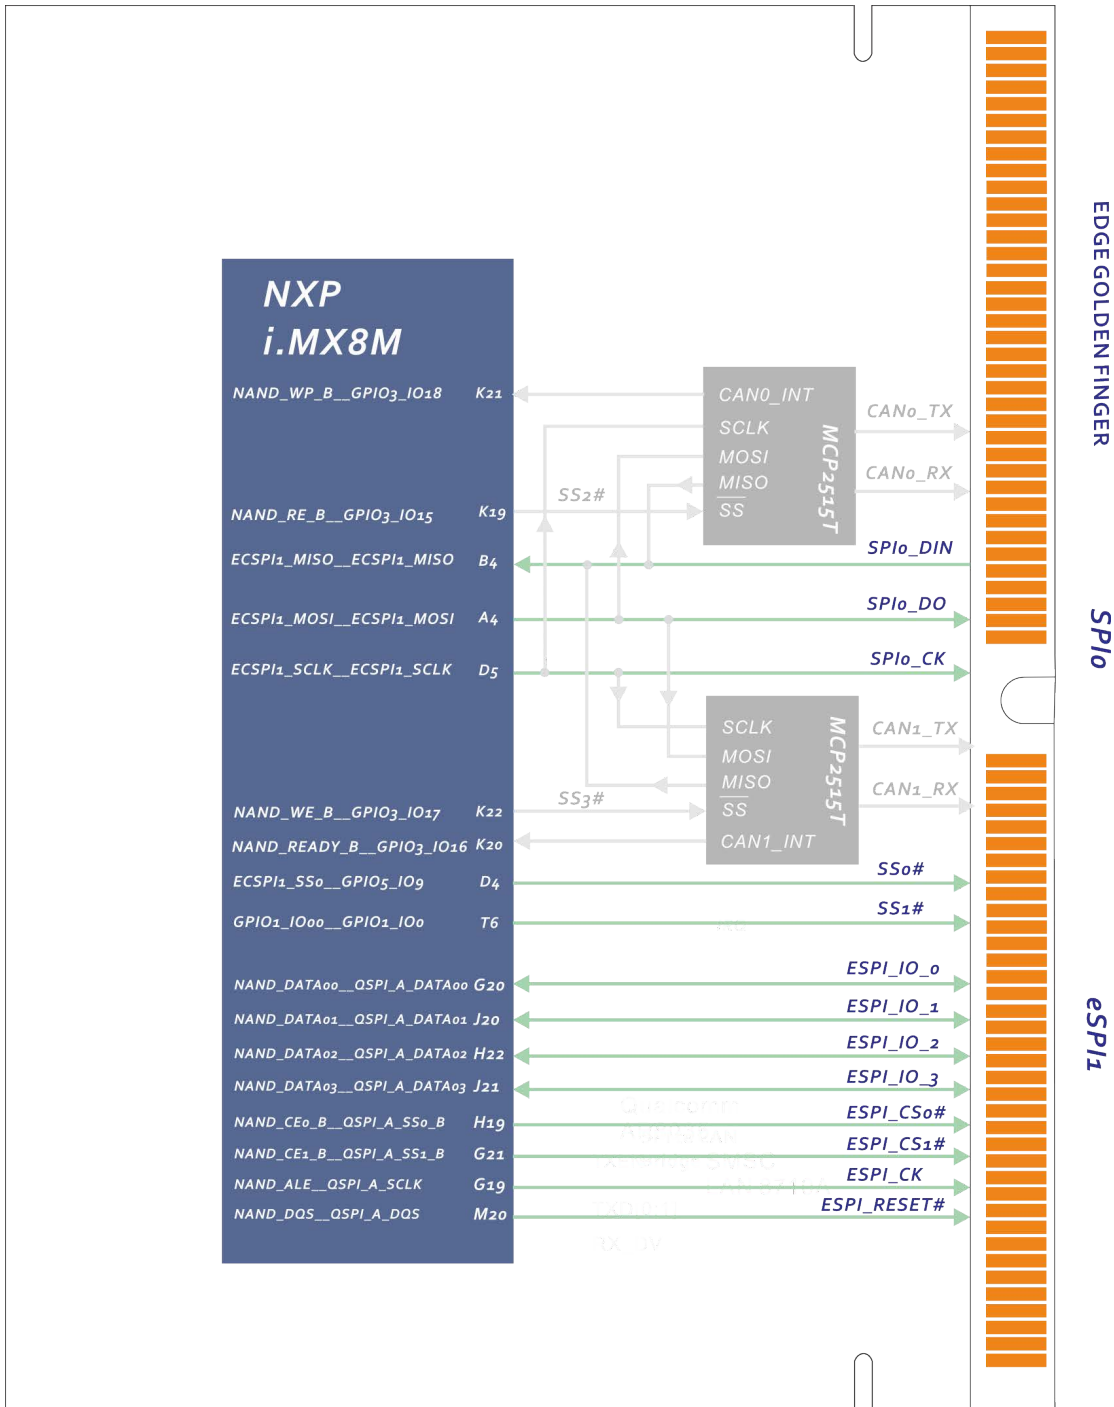 NXP
i.MX8M
NAND_WP_B__GPIO3_IO18 K21
NAND_RE_B__GPIO3_IO15 K19
ECSPI1_MISO__ECSPI1_MISO B4
ECSPI1_MOSI__ECSPI1_MOSI A4
ECSPI1_SCLK__ECSPI1_SCLK D5
NAND_WE_B__GPIO3_IO17 K22
NAND_READY_B__GPIO3_IO16 K20
ECSPI1_SS0__GPIO5_IO9 D4
GPIO1_IO00__GPIO1_IO0 T6
NAND_DATA00__QSPI_A_DATA00 G20
NAND_DATA01__QSPI_A_DATA01 J20
NAND_DATA02__QSPI_A_DATA02 H22
NAND_DATA03__QSPI_A_DATA03 J21
NAND_CE0_B__QSPI_A_SS0_B H19
NAND_CE1_B__QSPI_A_SS1_B G21
NAND_ALE__QSPI_A_SCLK G19
NAND_DQS__QSPI_A_DQS M20
SS2#
SS3#
CAN0_INT
SCLK
MOSI
MISO
SS
MCP2515T
SCLK
MOSI
MISO
SS
CAN1_INT
MCP2515T
CAN0_TX
CAN0_RX
SPI0_DIN
SPI0_DO
SPI0_CK
CAN1_TX
CAN1_RX
SS0#
SS1#
ESPI_IO_0
ESPI_IO_1
ESPI_IO_2
ESPI_IO_3
ESPI_CS0#
ESPI_CS1#
ESPI_CK
ESPI_RESET#
EDGE GOLDEN FINGER
SPI0
eSPI1